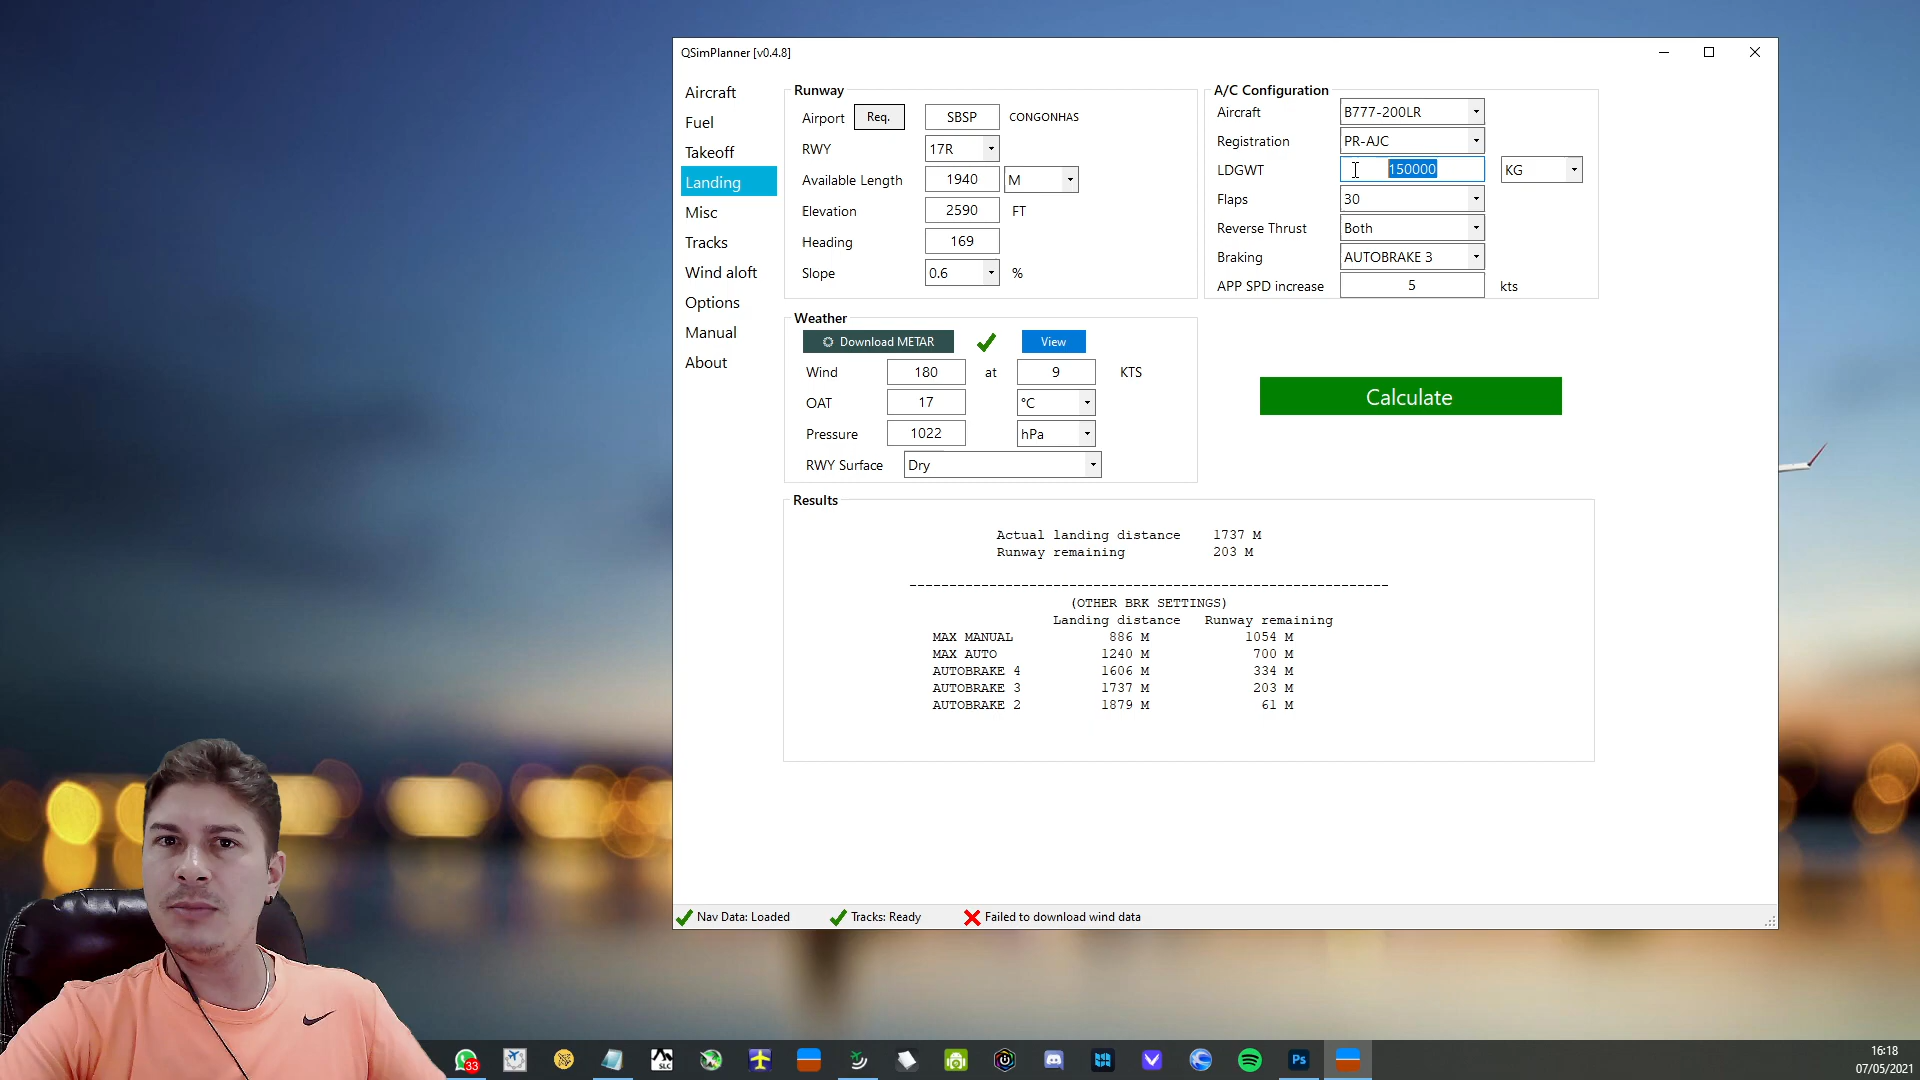 QSimPlanner [v0.4.8]
Aircraft
Fuel
Takeoff
Landing
Misc
Tracks
Wind aloft
Options
Manual
About
Runway
Airport Req. SBSP CONGONHAS
RWY 17R
Available Length 1940 M
Elevation 2590 FT
Heading 169
Slope 0.6 %
A/C Configuration
Aircraft B777-200LR
Registration PR-AJC
LDGWT 150000 KG
Flaps 30
Reverse Thrust Both
Braking AUTOBRAKE 3
APP SPD increase 5 kts
Weather
Download METAR View
Wind 180 at 9 KTS
OAT 17 °C
Pressure 1022 hPa
RWY Surface Dry
Calculate
Results
Actual landing distance 1737 M
Runway remaining 203 M
------------------------------------------------------------
(OTHER BRK SETTINGS)
Landing distance Runway remaining
MAX MANUAL 886 M 1054 M
MAX AUTO 1240 M 700 M
AUTOBRAKE 4 1606 M 334 M
AUTOBRAKE 3 1737 M 203 M
AUTOBRAKE 2 1879 M 61 M
Nav Data: Loaded Tracks: Ready Failed to download wind data
33
SLC
Ps
16:18
07/05/2021